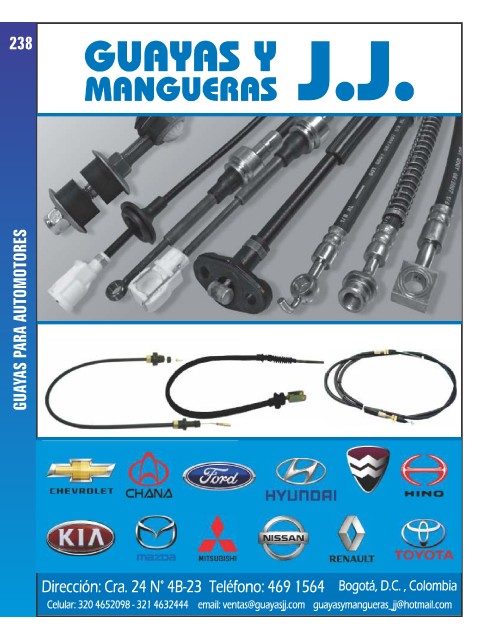 238
GUAYAS Y
MANGUERAS
J.J.
GUAYAS PARA AUTOMOTORES
CHEVROLET
CHANA
Ford
HYUNDAI
HINO
KIA
mazda
MITSUBISHI
NISSAN
RENAULT
TOYOTA
Dirección: Cra. 24 N° 4B-23 Teléfono: 469 1564 Bogotá, D.C. , Colombia
Celular: 320 4652098 - 321 4632444 email: ventas@guayasjj.com guayasymangueras_jj@hotmail.com